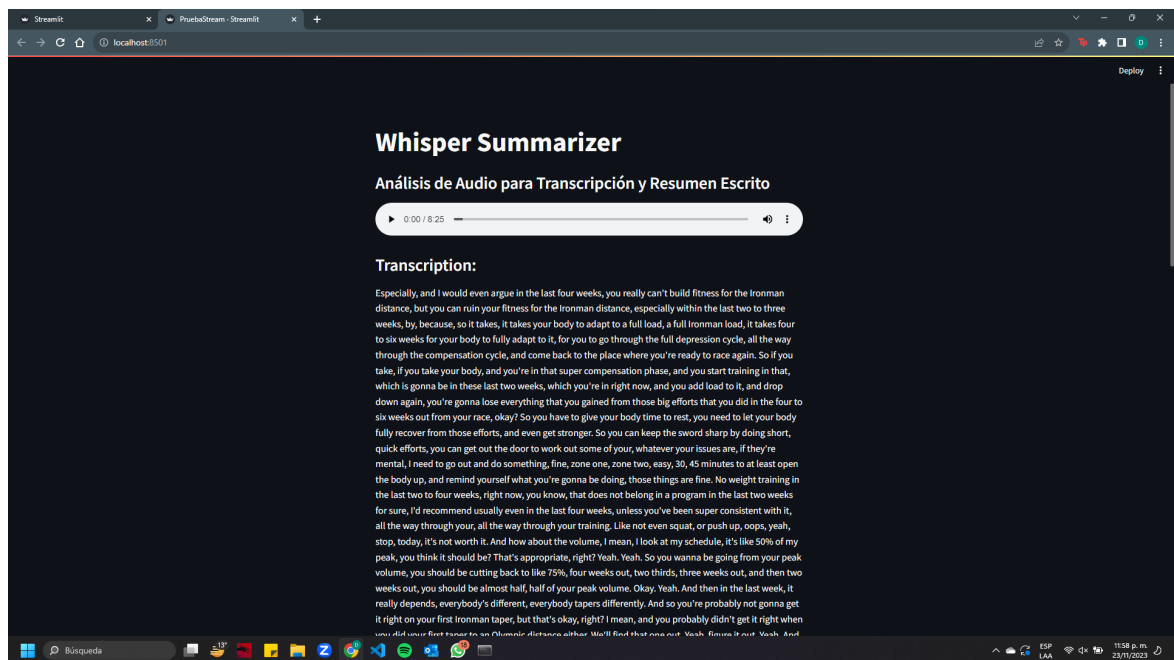 Streamlit
PruebaStream · Streamlit
localhost:8501
D
Deploy
Whisper Summarizer
Análisis de Audio para Transcripción y Resumen Escrito
0:00 / 8:25
Transcription:
Especially, and I would even argue in the last four weeks, you really can't build fitness for the Ironman
distance, but you can ruin your fitness for the Ironman distance, especially within the last two to three
weeks, by, because, so it takes, it takes your body to adapt to a full load, a full Ironman load, it takes four
to six weeks for your body to fully adapt to it, for you to go through the full depression cycle, all the way
through the compensation cycle, and come back to the place where you're ready to race again. So if you
take, if you take your body, and you're in that super compensation phase, and you start training in that,
which is gonna be in these last two weeks, which you're in right now, and you add load to it, and drop
down again, you're gonna lose everything that you gained from those big efforts that you did in the four to
six weeks out from your race, okay? So you have to give your body time to rest, you need to let your body
fully recover from those efforts, and even get stronger. So you can keep the sword sharp by doing short,
quick efforts, you can get out the door to work out some of your, whatever your issues are, if they're
mental, I need to go out and do something, fine, zone one, zone two, easy, 30, 45 minutes to at least open
the body up, and remind yourself what you're gonna be doing, those things are fine. No weight training in
the last two to four weeks, right now, you know, that does not belong in a program in the last two weeks
for sure, I'd recommend usually even in the last four weeks, unless you've been super consistent with it,
all the way through your, all the way through your training. Like not even squat, or push up, oops, yeah,
stop, today, it's not worth it. And how about the volume, I mean, I look at my schedule, it's like 50% of my
peak, you think it should be? That's appropriate, right? Yeah. Yeah. So you wanna be going from your peak
volume, you should be cutting back to like 75%, four weeks out, two thirds, three weeks out, and then two
weeks out, you should be almost half, half of your peak volume. Okay. Yeah. And then in the last week, it
really depends, everybody's different, everybody tapers differently. And so you're probably not gonna get
it right on your first Ironman taper, but that's okay, right? I mean, and you probably didn't get it right when
you did your first taper to an Olympic distance either. We'll find that one out. Yeah, figure it out. Yeah. And
Búsqueda
13°
ESP
LAA
11:58 p. m.
23/11/2023